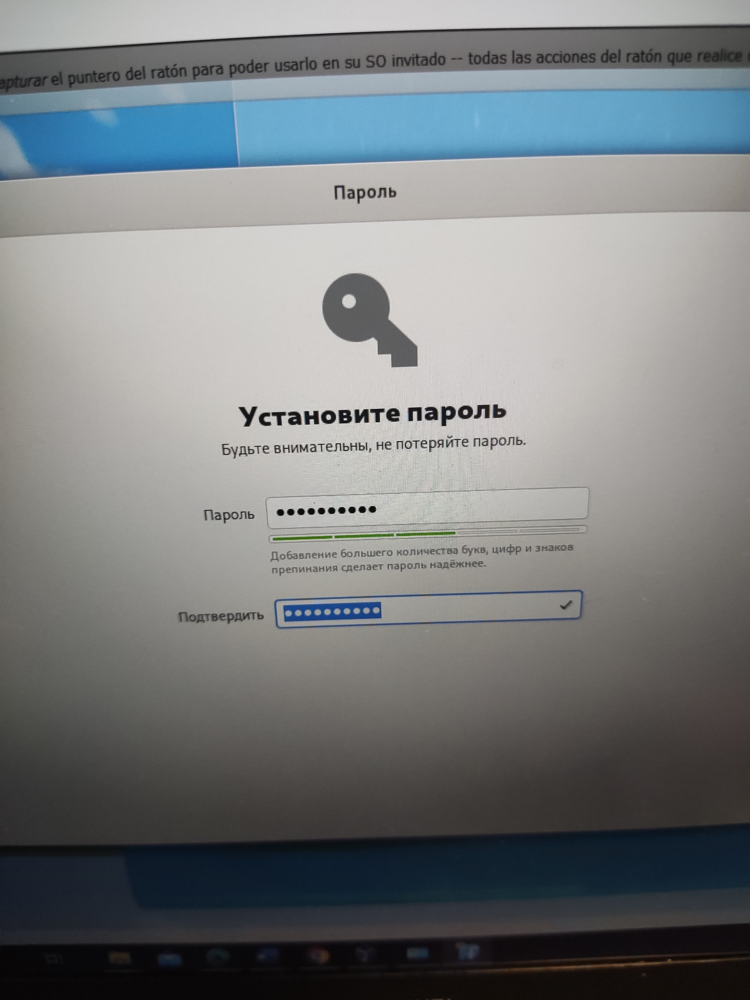 el puntero del ratón para poder usarlo en su SO invitado -- todas las acciones del ratón que realice
Пароль
Установите пароль
Будьте внимательны, не потеряйте пароль.
Пароль ●●●●●●●●●●
Добавление большего количества букв, цифр и знаков
препинания сделает пароль надёжнее.
Подтвердить ●●●●●●●●●●